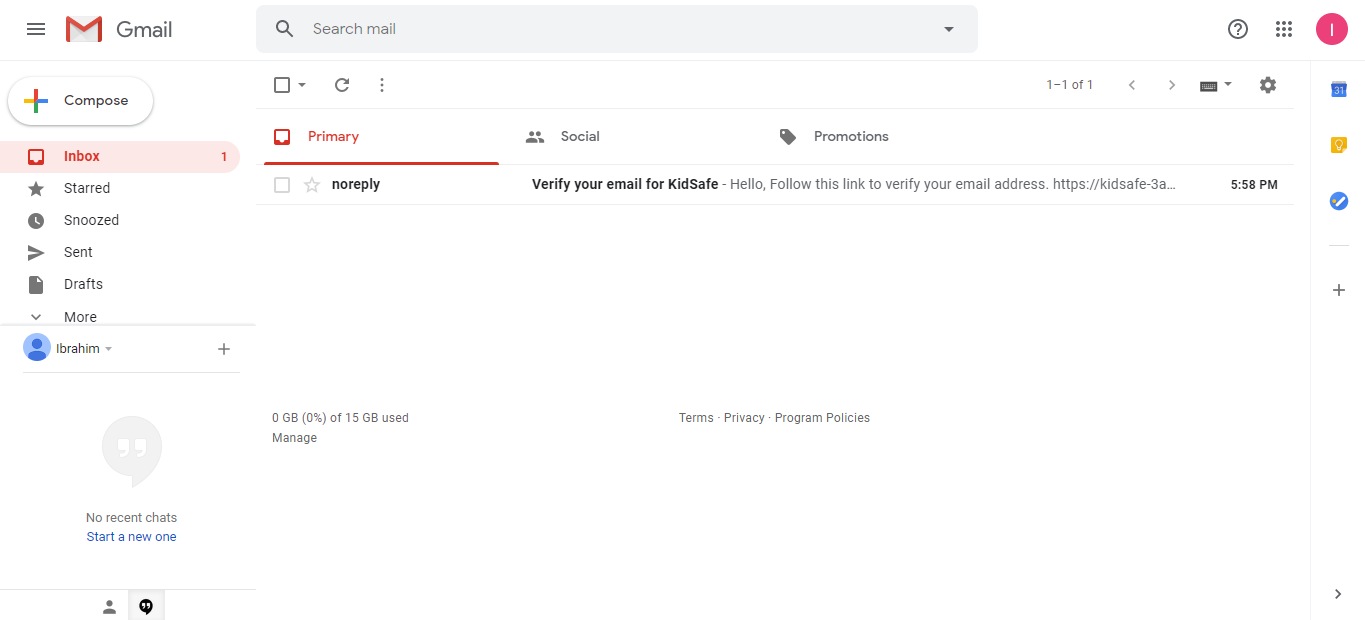 Gmail
Search mail
I
Compose
1–1 of 1
31
Inbox 1
Primary
Social
Promotions
noreply Verify your email for KidSafe - Hello, Follow this link to verify your email address. https://kidsafe-3a... 5:58 PM
Starred
Snoozed
Sent
Drafts
More
Ibrahim
0 GB (0%) of 15 GB used
Manage
Terms · Privacy · Program Policies
No recent chats
Start a new one